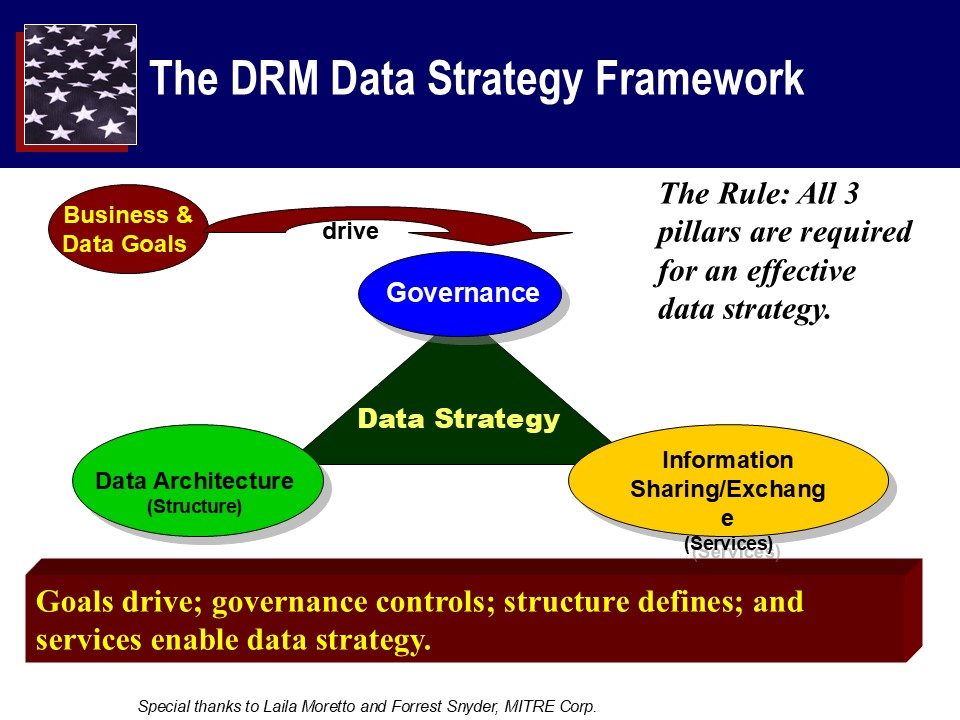 The DRM Data Strategy Framework
Business &
Data Goals
drive
The Rule: All 3
pillars are required
for an effective
data strategy.
Governance
Data Strategy
Data Architecture
(Structure)
Information
Sharing/Exchang
e
(Services)
Goals drive; governance controls; structure defines; and
services enable data strategy.
Special thanks to Laila Moretto and Forrest Snyder, MITRE Corp.